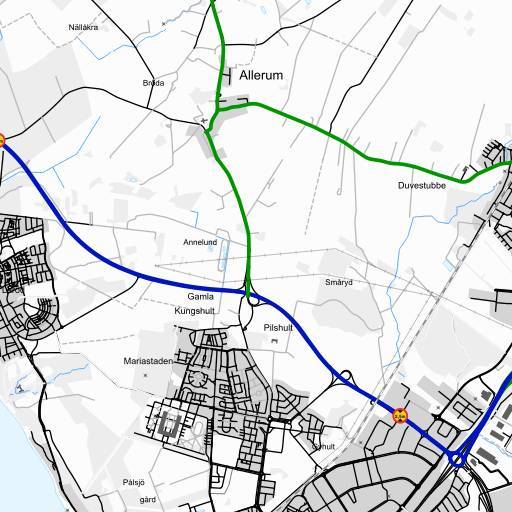 Nällåkra
Allerum
Bröda
Duvestubbe
Annelund
Småryd
Gamla
Kungshult
Pilshult
Mariastaden
Pålsjö
gård